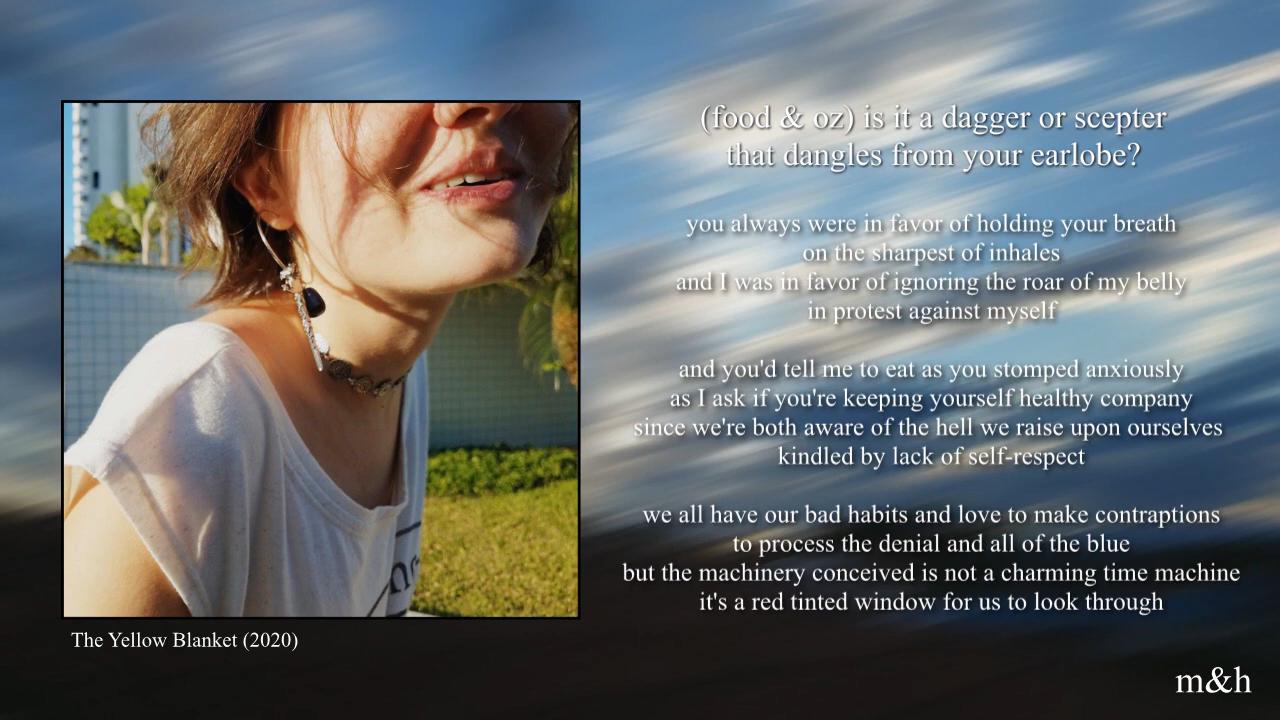 (food & oz) is it a dagger or scepter
that dangles from your earlobe?
you always were in favor of holding your breath
on the sharpest of inhales
and I was in favor of ignoring the roar of my belly
in protest against myself
and you'd tell me to eat as you stomped anxiously
as I ask if you're keeping yourself healthy company
since we're both aware of the hell we raise upon ourselves
kindled by lack of self-respect
we all have our bad habits and love to make contraptions
to process the denial and all of the blue
but the machinery conceived is not a charming time machine
it's a red tinted window for us to look through
The Yellow Blanket (2020)
m&h